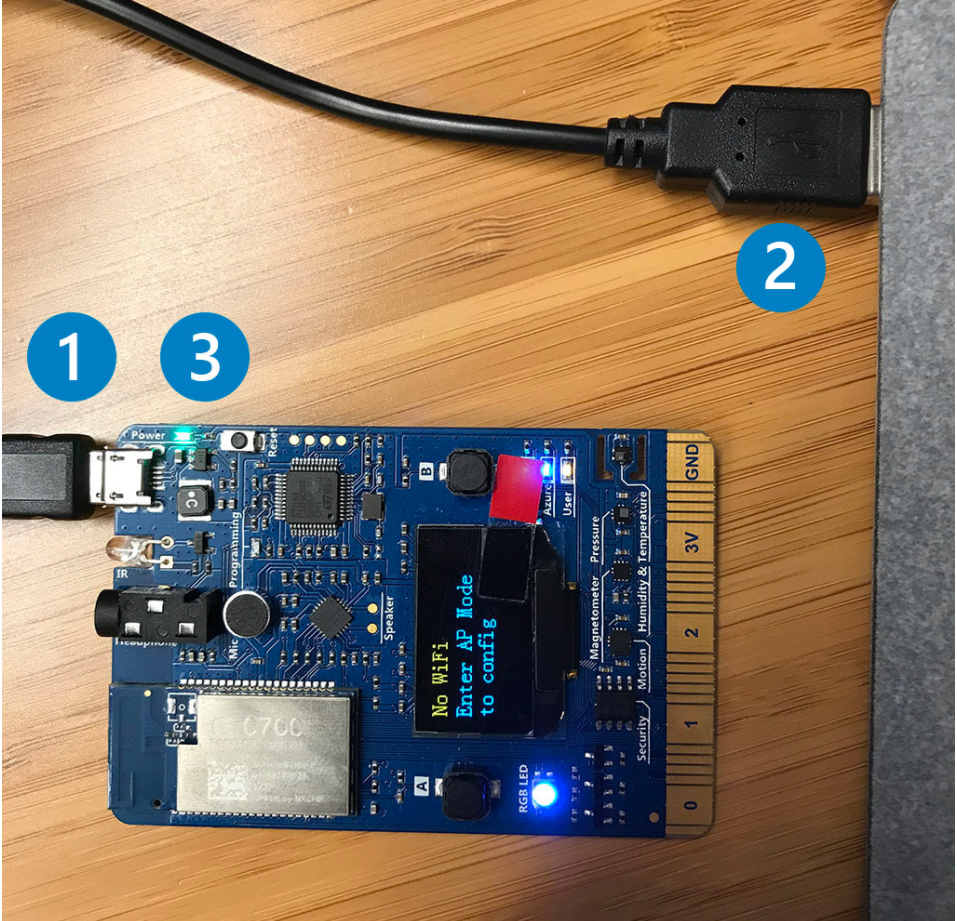 2
1
3
Power
Reset
B
Azure
User
GND
3V
2
1
0
Pressure
Humidity & Temperature
Magnetometer
Motion
Security
Programming
IR
Headphone
Mic
Speaker
No WiFi
Enter AP Mode
to config
A
RGB LED